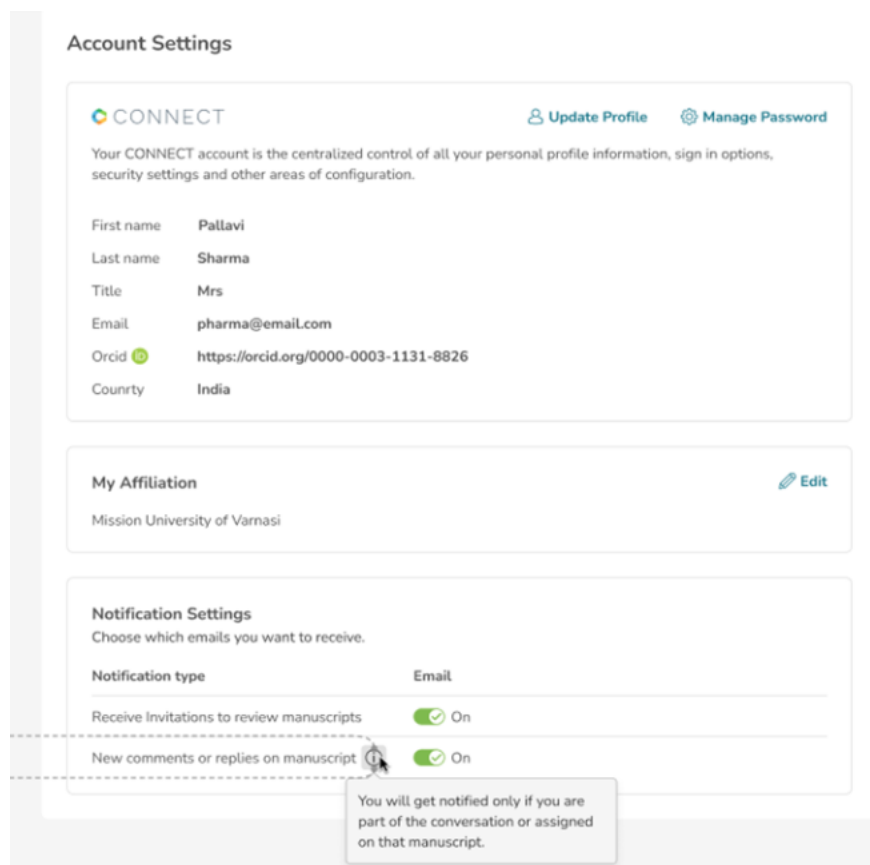 Account Settings
CONNECT
Update Profile
Manage Password
Your CONNECT account is the centralized control of all your personal profile information, sign in options,
security settings and other areas of configuration.
First name Pallavi
Last name Sharma
Title Mrs
Email pharma@email.com
Orcid iD https://orcid.org/0000-0003-1131-8826
Counrty India
My Affiliation
Edit
Mission University of Varnasi
Notification Settings
Choose which emails you want to receive.
Notification type Email
Receive Invitations to review manuscripts On
New comments or replies on manuscript On
You will get notified only if you are
part of the conversation or assigned
on that manuscript.